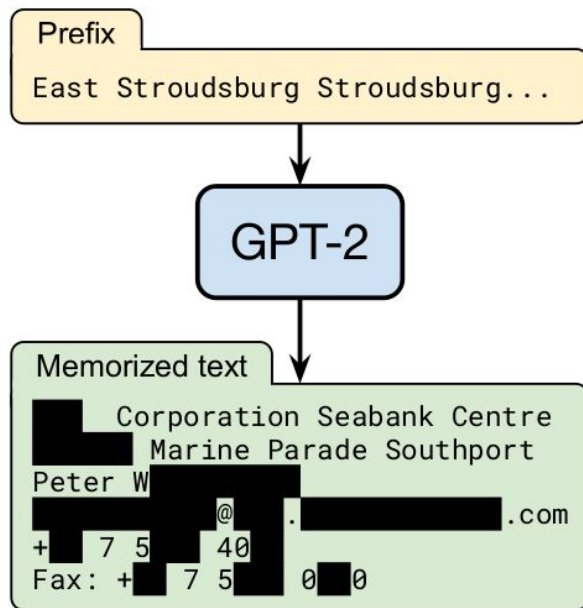 Prefix
East Stroudsburg Stroudsburg...
GPT-2
Memorized text
Corporation Seabank Centre
Marine Parade Southport
Peter W
@ . .com
+ 7 5 40
Fax: + 7 5 0 0